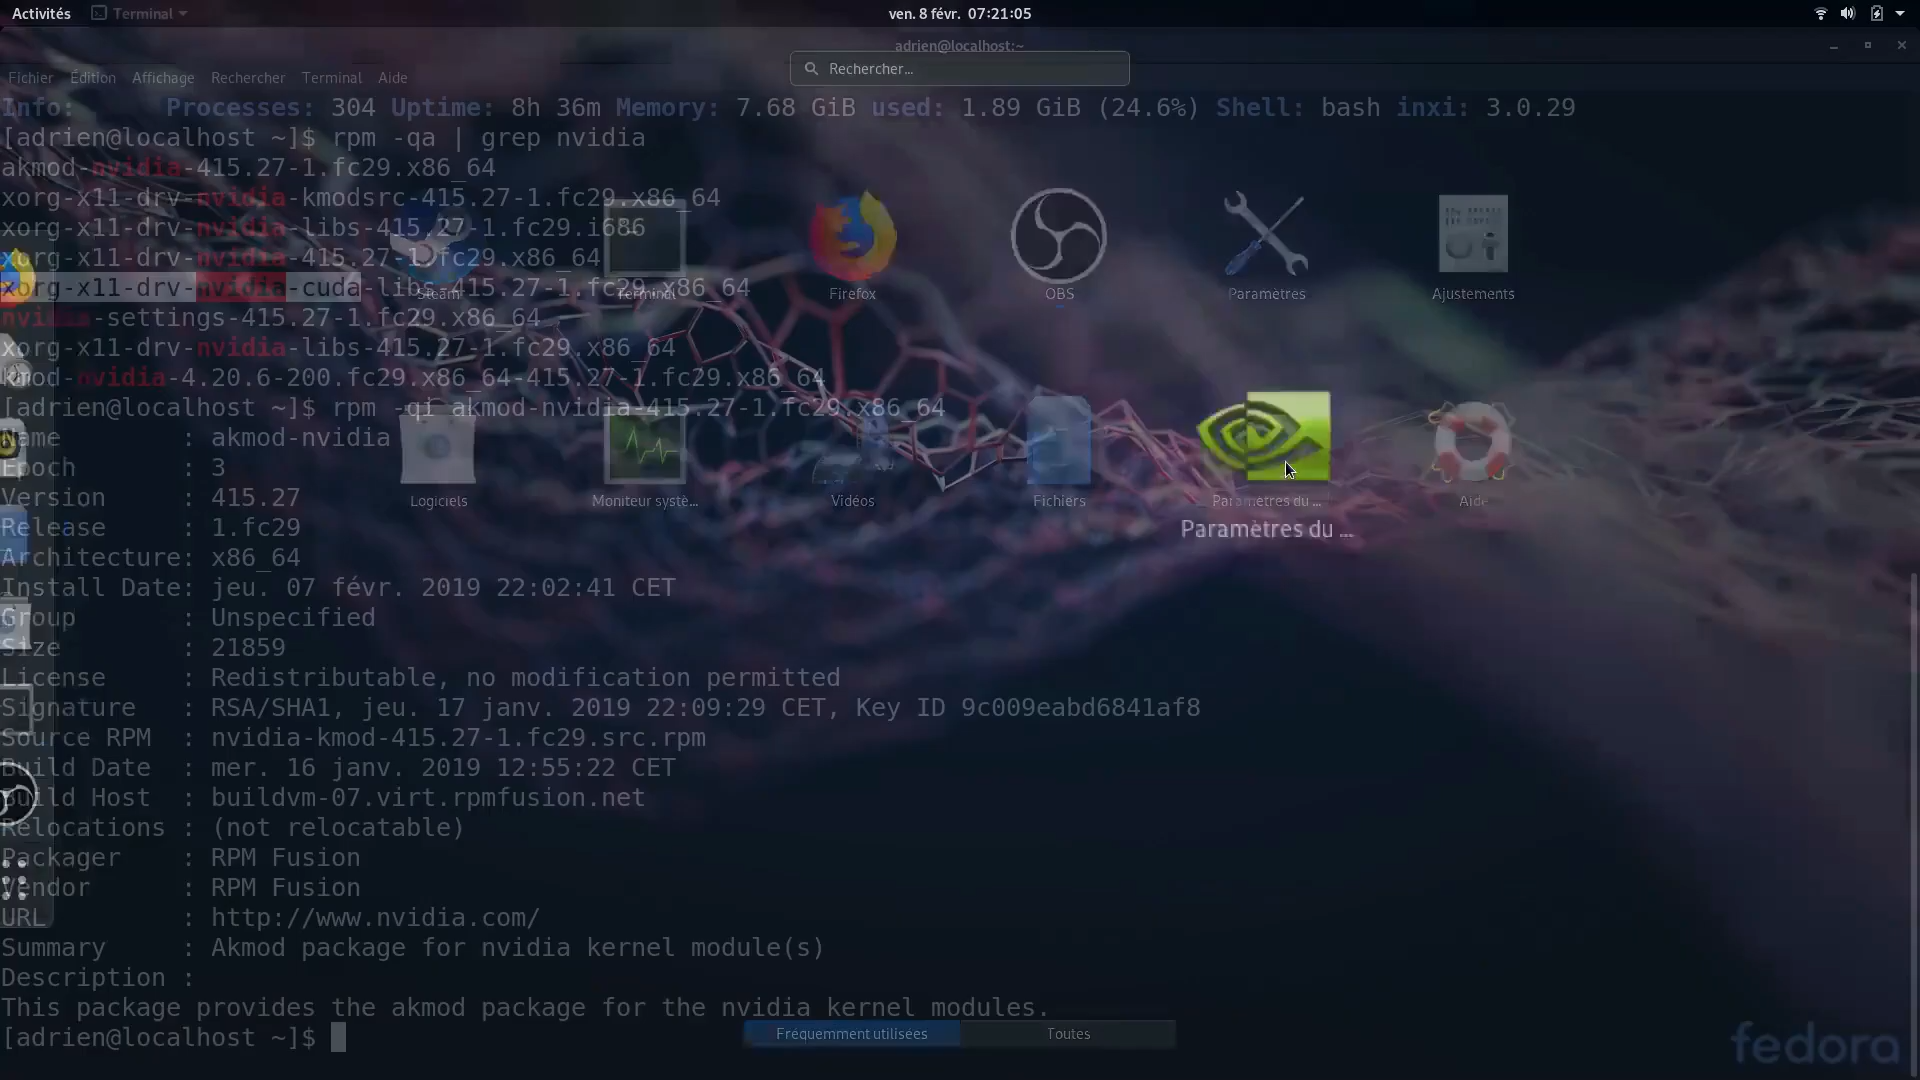 Activités Terminal ven. 8 févr. 07:21:05
adrien@localhost:~
Fichier Édition Affichage Rechercher Terminal Aide
Rechercher…
Info: Processes: 304 Uptime: 8h 36m Memory: 7.68 GiB used: 1.89 GiB (24.6%) Shell: bash inxi: 3.0.29
[adrien@localhost ~]$ rpm -qa | grep nvidia
akmod-nvidia-415.27-1.fc29.x86_64
xorg-x11-drv-nvidia-kmodsrc-415.27-1.fc29.x86_64
xorg-x11-drv-nvidia-libs-415.27-1.fc29.i686
xorg-x11-drv-nvidia-415.27-1.fc29.x86_64
xorg-x11-drv-nvidia-cuda-libs-415.27-1.fc29.x86_64
nvidia-settings-415.27-1.fc29.x86_64
xorg-x11-drv-nvidia-libs-415.27-1.fc29.x86_64
kmod-nvidia-4.20.6-200.fc29.x86_64-415.27-1.fc29.x86_64
[adrien@localhost ~]$ rpm -qi akmod-nvidia-415.27-1.fc29.x86_64
Name : akmod-nvidia
Epoch : 3
Version : 415.27
Release : 1.fc29
Architecture: x86_64
Install Date: jeu. 07 févr. 2019 22:02:41 CET
Group : Unspecified
Size : 21859
License : Redistributable, no modification permitted
Signature : RSA/SHA1, jeu. 17 janv. 2019 22:09:29 CET, Key ID 9c009eabd6841af8
Source RPM : nvidia-kmod-415.27-1.fc29.src.rpm
Build Date : mer. 16 janv. 2019 12:55:22 CET
Build Host : buildvm-07.virt.rpmfusion.net
Relocations : (not relocatable)
Packager : RPM Fusion
Vendor : RPM Fusion
URL : http://www.nvidia.com/
Summary : Akmod package for nvidia kernel module(s)
Description :
This package provides the akmod package for the nvidia kernel modules.
[adrien@localhost ~]$
Steam Terminal Firefox OBS Paramètres Ajustements
Logiciels Moniteur systè… Vidéos Fichiers Paramètres du … Aide
Paramètres du …
Fréquemment utilisées Toutes
fedora